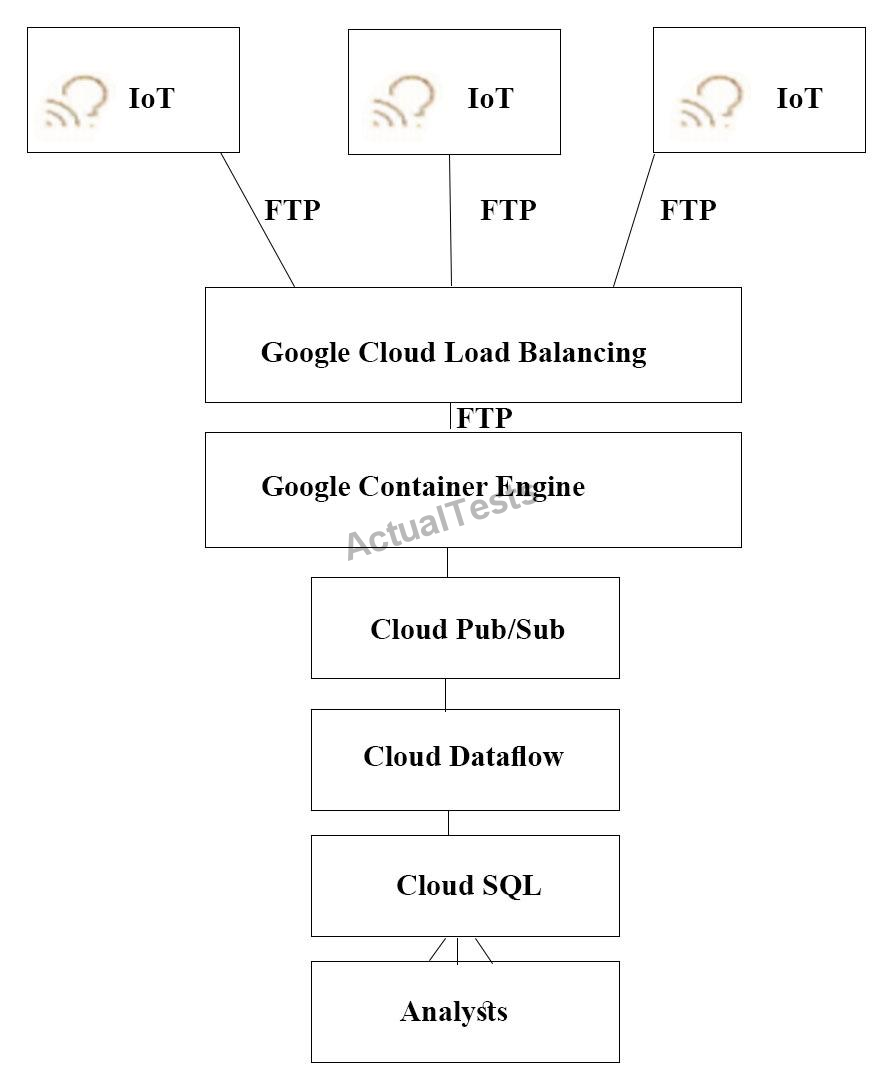 IoT
IoT
IoT
FTP
FTP
FTP
Google Cloud Load Balancing
FTP
Google Container Engine
ActualTests
Cloud Pub/Sub
Cloud Dataflow
Cloud SQL
Analysts